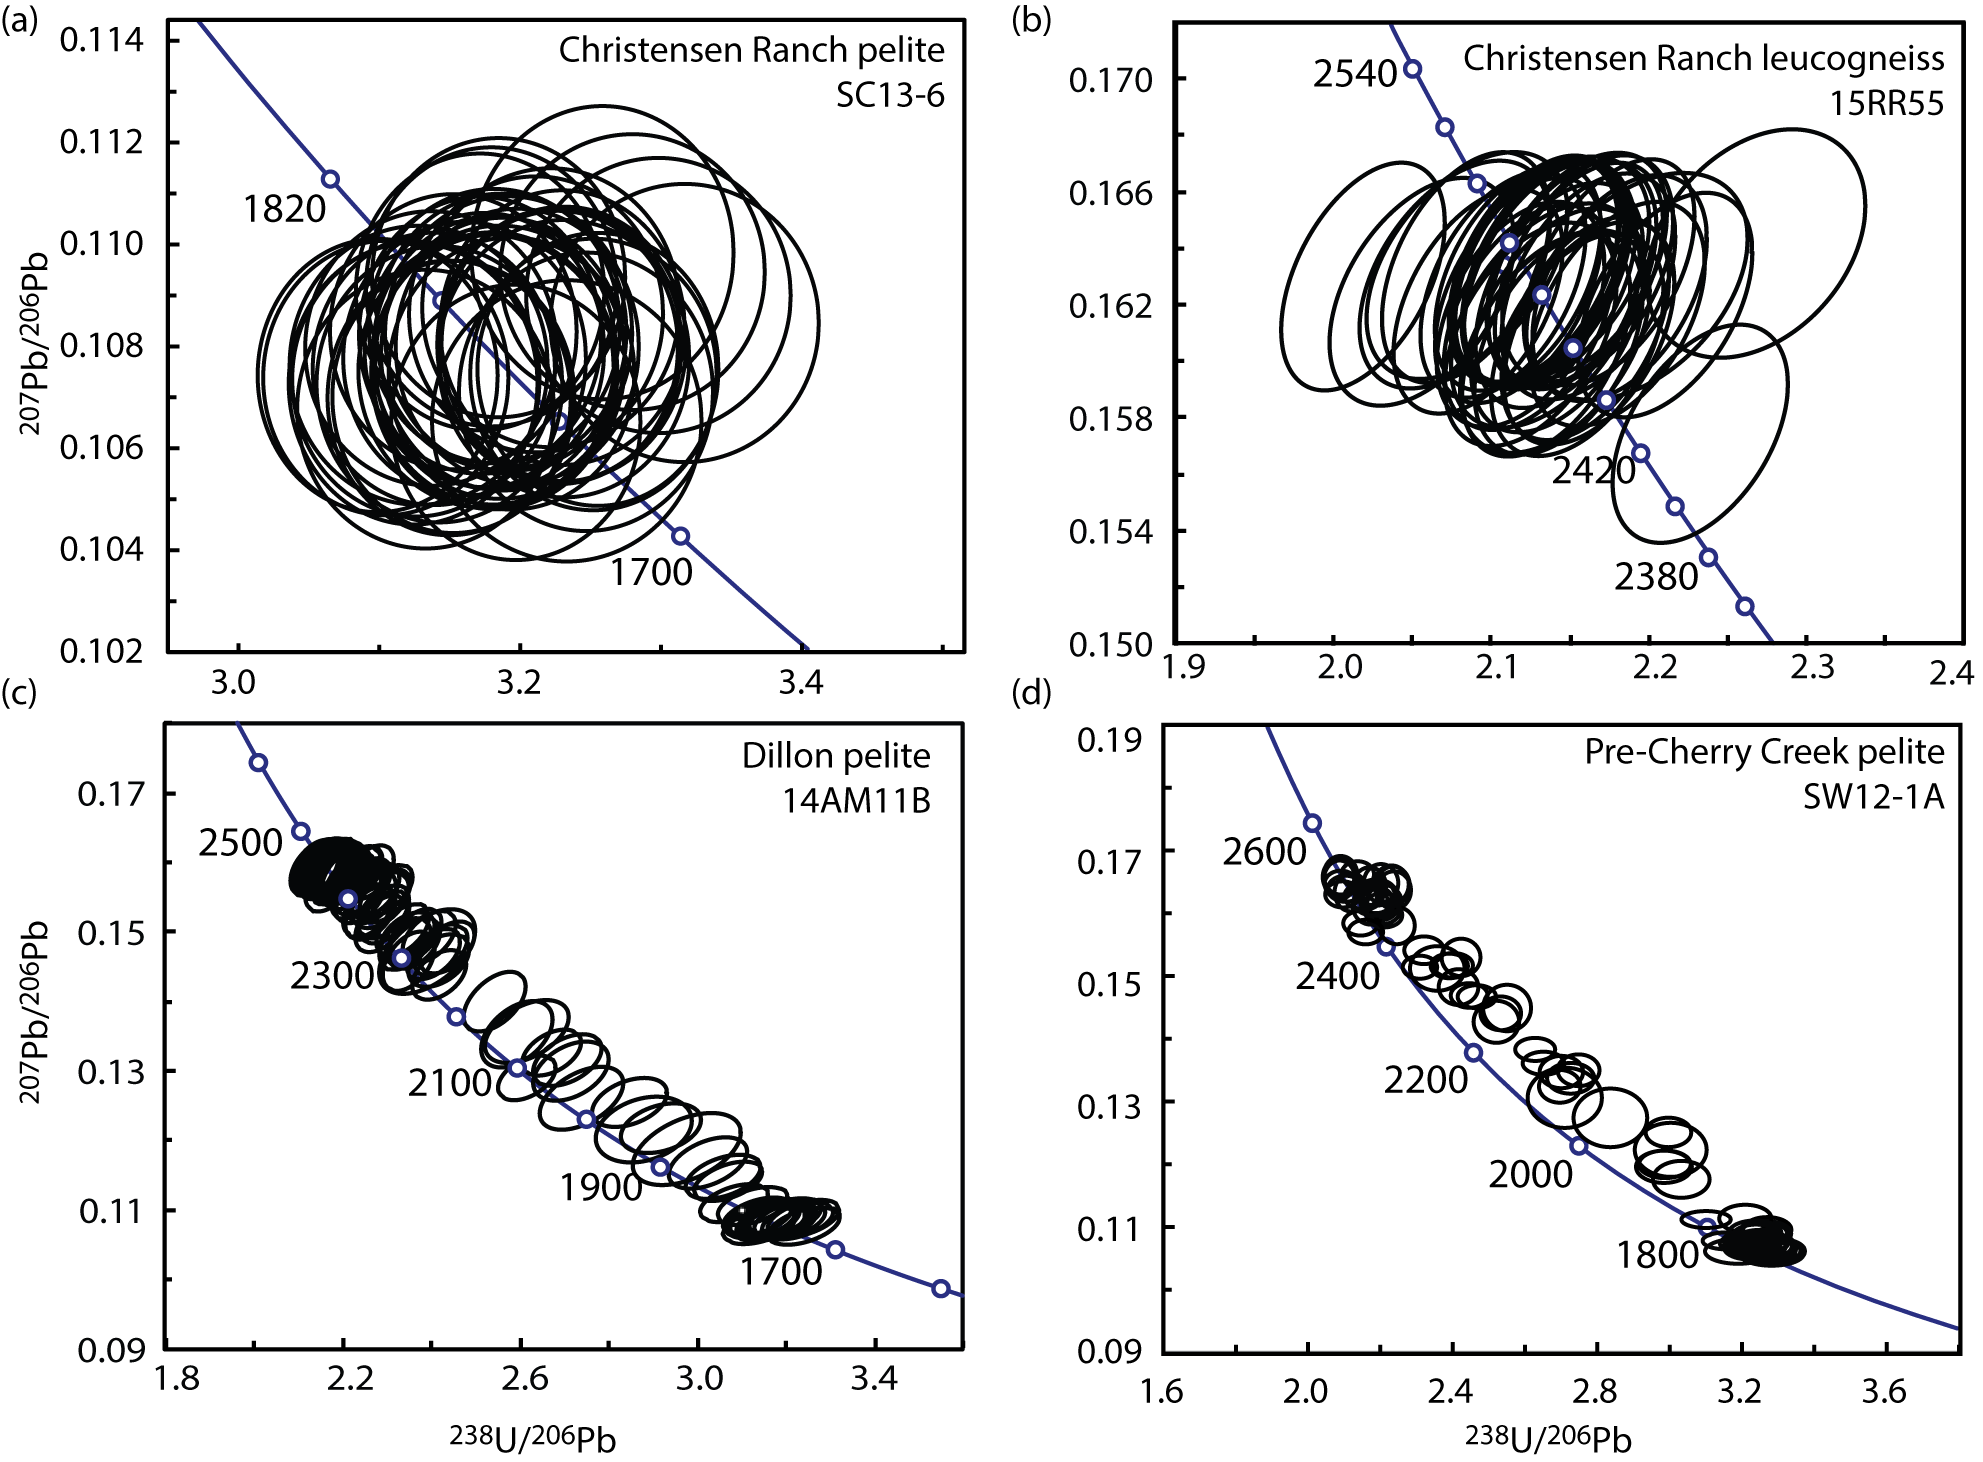 (a)
Christensen Ranch pelite
SC13-6
0.114
0.112
0.110
0.108
0.106
0.104
0.102
207Pb/206Pb
1820
1700
3.0 3.2 3.4
(b)
Christensen Ranch leucogneiss
15RR55
0.170
0.166
0.162
0.158
0.154
0.150
2540
2420
2380
1.9 2.0 2.1 2.2 2.3 2.4
(c)
Dillon pelite
14AM11B
0.17
0.15
0.13
0.11
0.09
207Pb/206Pb
2500
2300
2100
1900
1700
1.8 2.2 2.6 3.0 3.4
238U/206Pb
(d)
Pre-Cherry Creek pelite
SW12-1A
0.19
0.17
0.15
0.13
0.11
0.09
2600
2400
2200
2000
1800
1.6 2.0 2.4 2.8 3.2 3.6
238U/206Pb